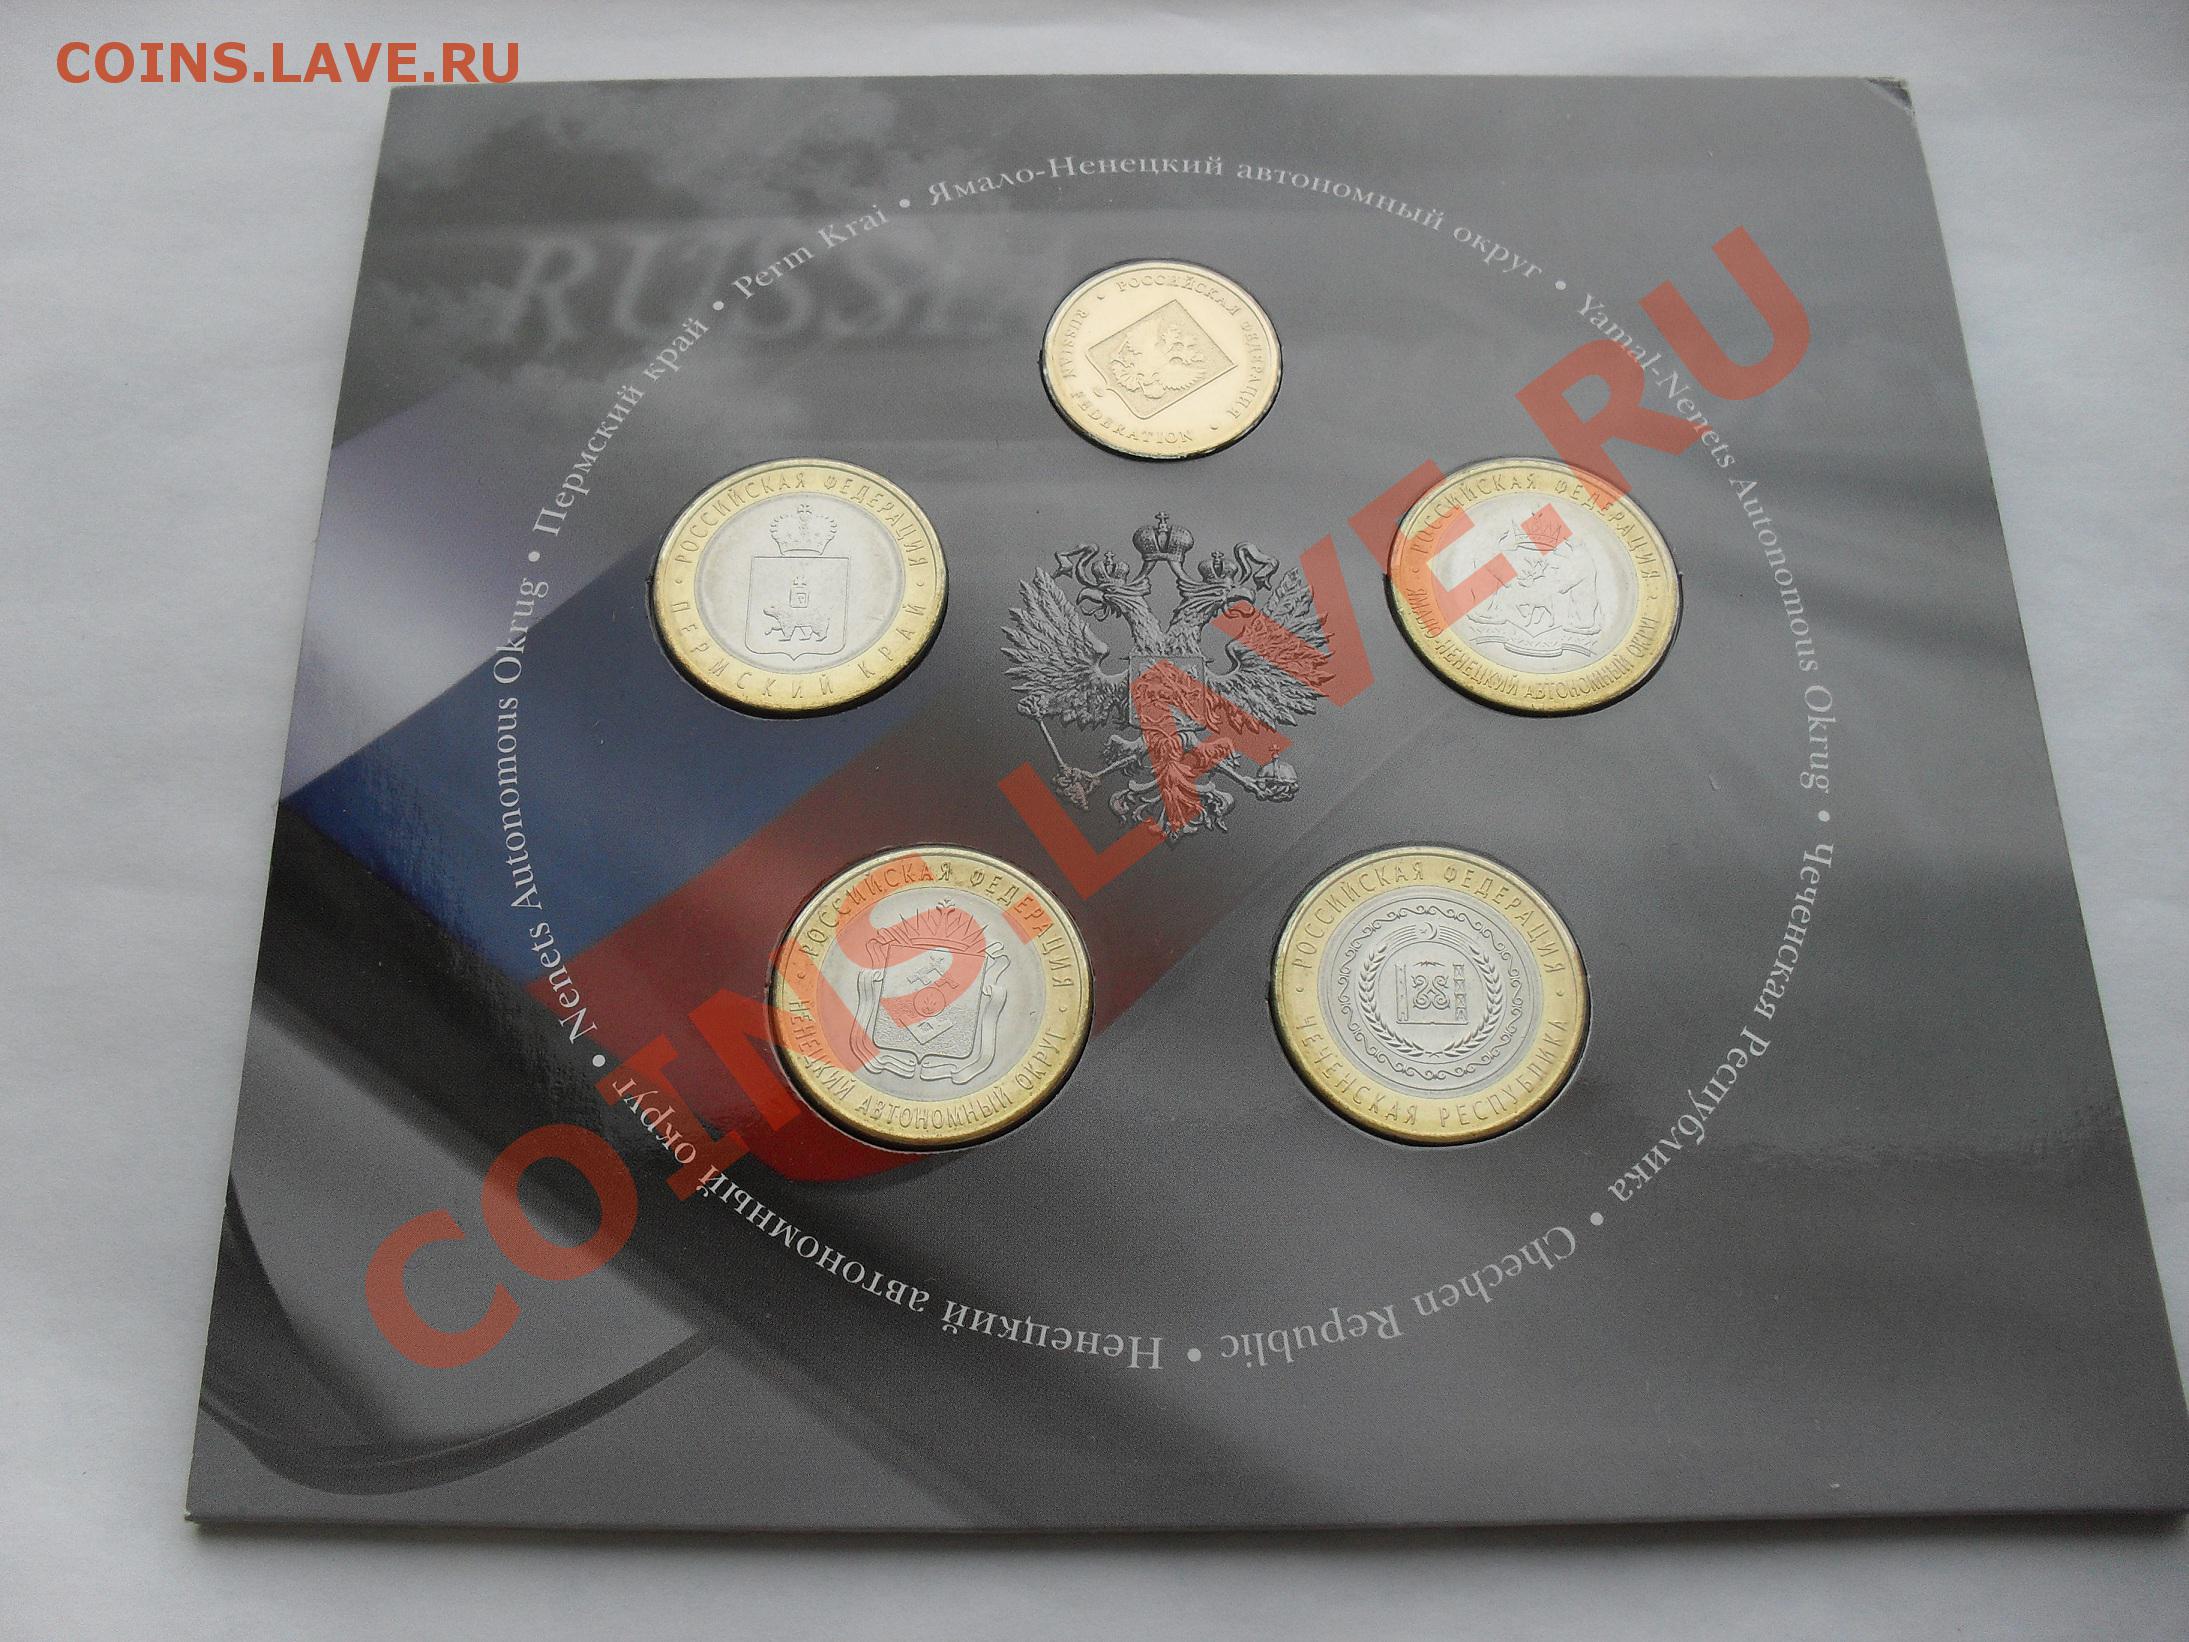 COINS.LAVE.RU
RUSSIA
Пермский край • Perm Krai • Ямало-Ненецкий автономный округ • Yamal-Nenets Autonomous Okrug • Чеченская Республика • Chechen Republic • Ненецкий автономный округ • Nenets Autonomous Okrug •
• РОССИЙСКАЯ ФЕДЕРАЦИЯ •
RUSSIAN FEDERATION
• РОССИЙСКАЯ ФЕДЕРАЦИЯ •
ПЕРМСКИЙ КРАЙ
• РОССИЙСКАЯ ФЕДЕРАЦИЯ •
ЯМАЛО-НЕНЕЦКИЙ АВТОНОМНЫЙ ОКРУГ
• РОССИЙСКАЯ ФЕДЕРАЦИЯ •
НЕНЕЦКИЙ АВТОНОМНЫЙ ОКРУГ
• РОССИЙСКАЯ ФЕДЕРАЦИЯ •
ЧЕЧЕНСКАЯ РЕСПУБЛИКА
COINS.LAVE.RU